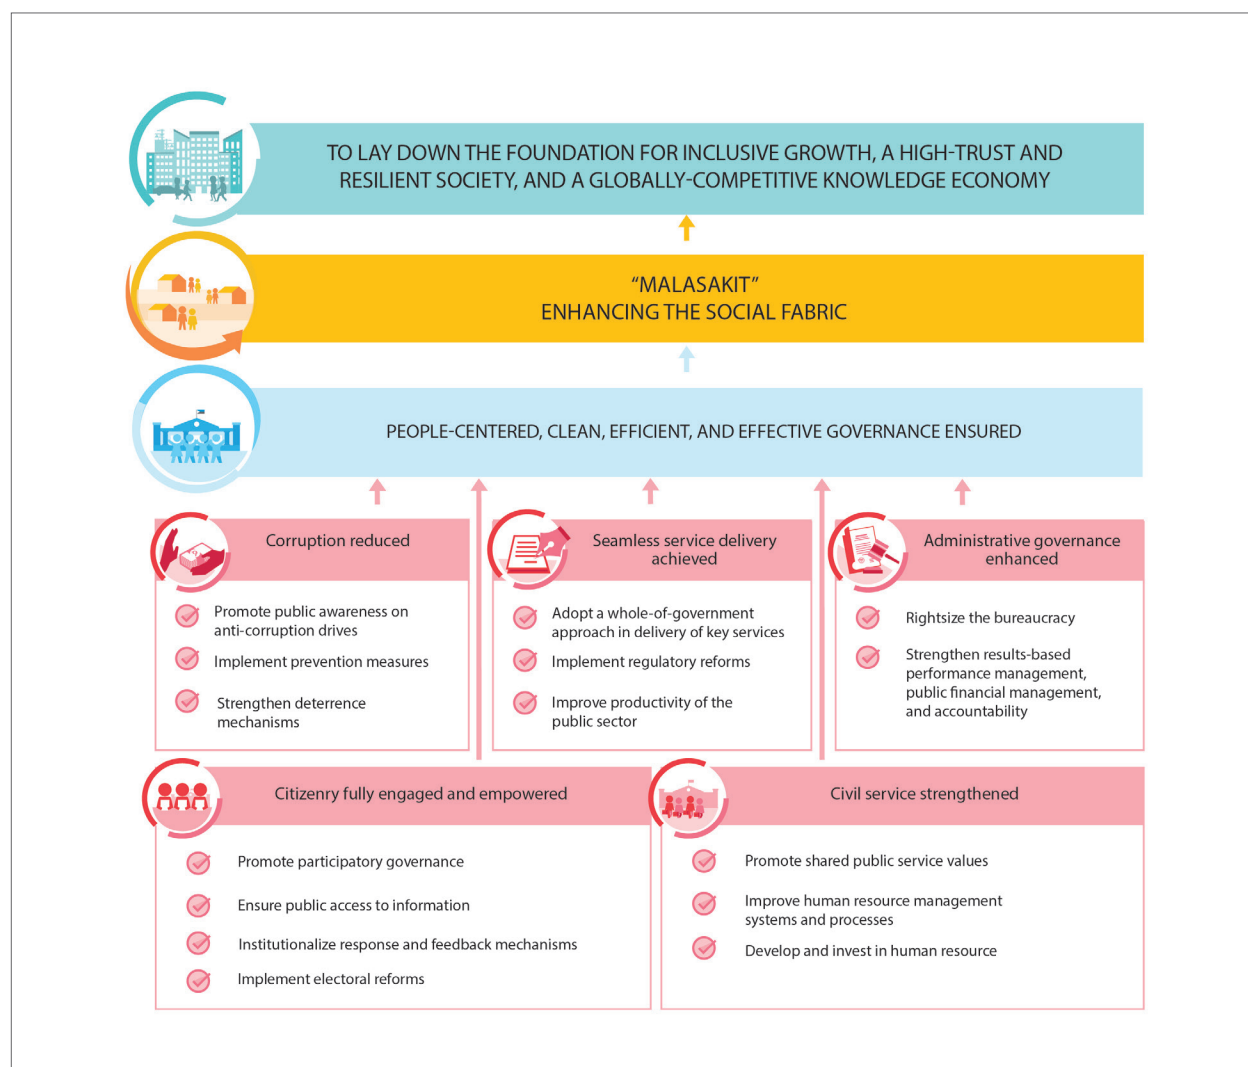 TO LAY DOWN THE FOUNDATION FOR INCLUSIVE GROWTH, A HIGH-TRUST AND
RESILIENT SOCIETY, AND A GLOBALLY-COMPETITIVE KNOWLEDGE ECONOMY
“MALASAKIT”
ENHANCING THE SOCIAL FABRIC
PEOPLE-CENTERED, CLEAN, EFFICIENT, AND EFFECTIVE GOVERNANCE ENSURED
Corruption reduced
Promote public awareness on
anti-corruption drives
Implement prevention measures
Strengthen deterrence
mechanisms
Seamless service delivery
achieved
Adopt a whole-of-government
approach in delivery of key services
Implement regulatory reforms
Improve productivity of the
public sector
Administrative governance
enhanced
Rightsize the bureaucracy
Strengthen results-based
performance management,
public financial management,
and accountability
Citizenry fully engaged and empowered
Promote participatory governance
Ensure public access to information
Institutionalize response and feedback mechanisms
Implement electoral reforms
Civil service strengthened
Promote shared public service values
Improve human resource management
systems and processes
Develop and invest in human resource